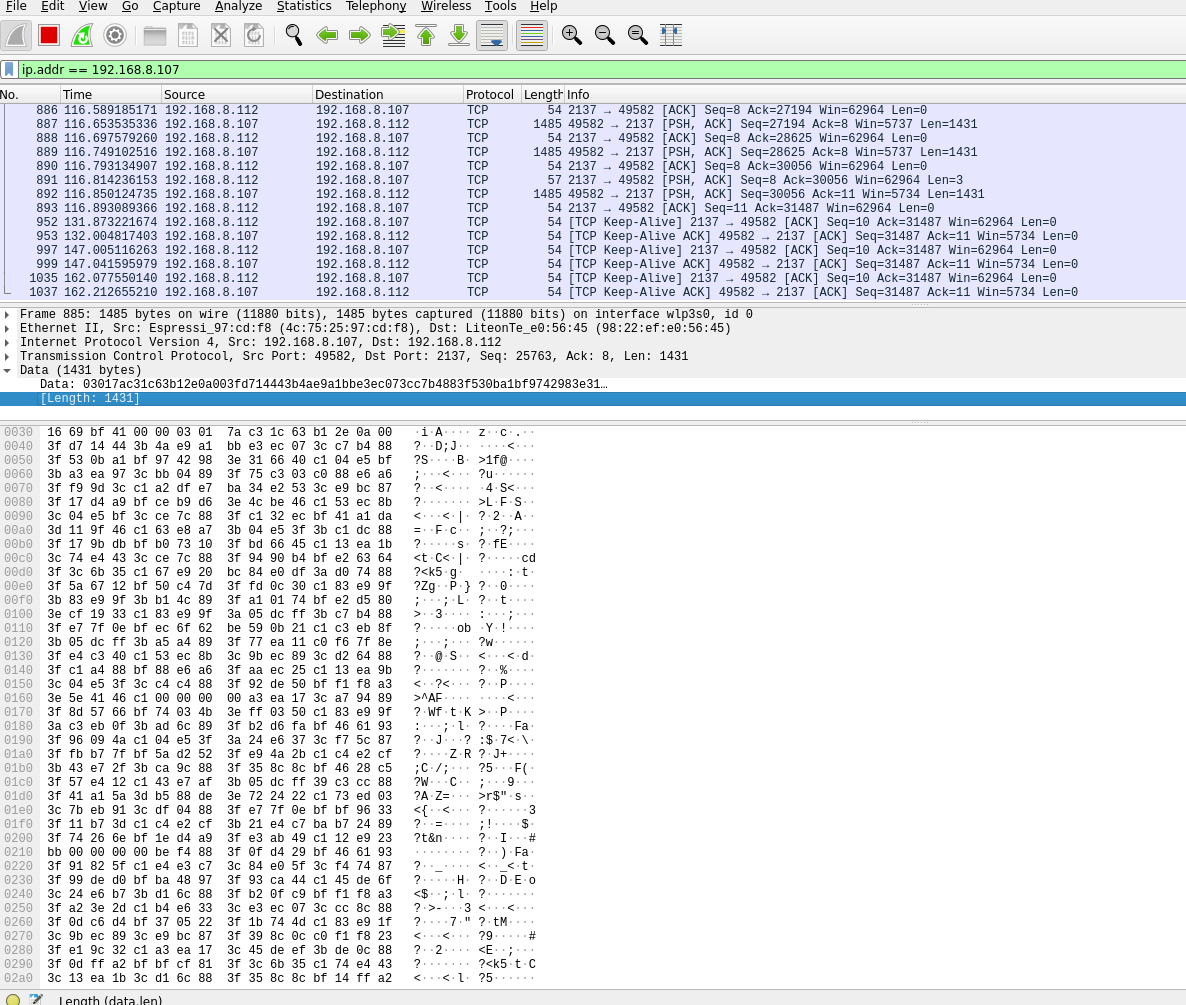 File Edit View Go Capture Analyze Statistics Telephony Wireless Tools Help
ip.addr == 192.168.8.107
No. Time Source Destination Protocol Length Info
886 116.589185171 192.168.8.112 192.168.8.107 TCP 54 2137 → 49582 [ACK] Seq=8 Ack=27194 Win=62964 Len=0
887 116.653535336 192.168.8.107 192.168.8.112 TCP 1485 49582 → 2137 [PSH, ACK] Seq=27194 Ack=8 Win=5737 Len=1431
888 116.697579260 192.168.8.112 192.168.8.107 TCP 54 2137 → 49582 [ACK] Seq=8 Ack=28625 Win=62964 Len=0
889 116.749102516 192.168.8.107 192.168.8.112 TCP 1485 49582 → 2137 [PSH, ACK] Seq=28625 Ack=8 Win=5737 Len=1431
890 116.793134907 192.168.8.112 192.168.8.107 TCP 54 2137 → 49582 [ACK] Seq=8 Ack=30056 Win=62964 Len=0
891 116.814236153 192.168.8.112 192.168.8.107 TCP 57 2137 → 49582 [PSH, ACK] Seq=8 Ack=30056 Win=62964 Len=3
892 116.850124735 192.168.8.107 192.168.8.112 TCP 1485 49582 → 2137 [PSH, ACK] Seq=30056 Ack=11 Win=5734 Len=1431
893 116.893089366 192.168.8.112 192.168.8.107 TCP 54 2137 → 49582 [ACK] Seq=11 Ack=31487 Win=62964 Len=0
952 131.873221674 192.168.8.112 192.168.8.107 TCP 54 [TCP Keep-Alive] 2137 → 49582 [ACK] Seq=10 Ack=31487 Win=62964 Len=0
953 132.004817403 192.168.8.107 192.168.8.112 TCP 54 [TCP Keep-Alive ACK] 49582 → 2137 [ACK] Seq=31487 Ack=11 Win=5734 Len=0
997 147.005116263 192.168.8.112 192.168.8.107 TCP 54 [TCP Keep-Alive] 2137 → 49582 [ACK] Seq=10 Ack=31487 Win=62964 Len=0
999 147.041595979 192.168.8.107 192.168.8.112 TCP 54 [TCP Keep-Alive ACK] 49582 → 2137 [ACK] Seq=31487 Ack=11 Win=5734 Len=0
1035 162.077550140 192.168.8.112 192.168.8.107 TCP 54 [TCP Keep-Alive] 2137 → 49582 [ACK] Seq=10 Ack=31487 Win=62964 Len=0
1037 162.212655210 192.168.8.107 192.168.8.112 TCP 54 [TCP Keep-Alive ACK] 49582 → 2137 [ACK] Seq=31487 Ack=11 Win=5734 Len=0
Frame 885: 1485 bytes on wire (11880 bits), 1485 bytes captured (11880 bits) on interface wlp3s0, id 0
Ethernet II, Src: Espressi_97:cd:f8 (4c:75:25:97:cd:f8), Dst: LiteonTe_e0:56:45 (98:22:ef:e0:56:45)
Internet Protocol Version 4, Src: 192.168.8.107, Dst: 192.168.8.112
Transmission Control Protocol, Src Port: 49582, Dst Port: 2137, Seq: 25763, Ack: 8, Len: 1431
Data (1431 bytes)
Data: 03017ac31c63b12e0a003fd714443b4ae9a1bbe3ec073cc7b4883f530ba1bf9742983e31…
[Length: 1431]
0030 16 69 bf 41 00 00 03 01 7a c3 1c 63 b1 2e 0a 00 ·i·A···· z··c·.··
0040 3f d7 14 44 3b 4a e9 a1 bb e3 ec 07 3c c7 b4 88 ?··D;J·· ····<···
0050 3f 53 0b a1 bf 97 42 98 3e 31 66 40 c1 04 e5 bf ?S····B· >1f@····
0060 3b a3 ea 97 3c bb 04 89 3f 75 c3 03 c0 88 e6 a6 ;···<··· ?u······
0070 3f f9 9d 3c c1 a2 df e7 ba 34 e2 53 3c e9 bc 87 ?··<···· ·4·S<···
0080 3f 17 d4 a9 bf ce b9 d6 3e 4c be 46 c1 53 ec 8b ?······· >L·F·S··
0090 3c 04 e5 bf 3c ce 7c 88 3f c1 32 ec bf 41 a1 da <···<·|· ?·2··A··
00a0 3d 11 9f 46 c1 63 e8 a7 3b 04 e5 3f 3b c1 dc 88 =··F·c·· ;··?;···
00b0 3f 17 9b db bf b0 73 10 3f bd 66 45 c1 13 ea 1b ?·····s· ?·fE····
00c0 3c 74 e4 43 3c ce 7c 88 3f 94 90 b4 bf e2 63 64 <t·C<·|· ?·····cd
00d0 3f 3c 6b 35 c1 67 e9 20 bc 84 e0 df 3a d0 74 88 ?<k5·g·  ····:·t·
00e0 3f 5a 67 12 bf 50 c4 7d 3f fd 0c 30 c1 83 e9 9f ?Zg··P·} ?··0····
00f0 3b 83 e9 9f 3b b1 4c 89 3f a1 01 74 bf e2 d5 80 ;···;·L· ?··t····
0100 3e cf 19 33 c1 83 e9 9f 3a 05 dc ff 3b c7 b4 88 >··3···· :···;···
0110 3f e7 7f 0e bf ec 6f 62 be 59 0b 21 c1 c3 eb 8f ?·····ob ·Y·!····
0120 3b 05 dc ff 3b a5 a4 89 3f 77 ea 11 c0 f6 7f 8e ;···;··· ?w······
0130 3f e4 c3 40 c1 53 ec 8b 3c 9b ec 89 3c d2 64 88 ?··@·S·· <···<·d·
0140 3f c1 a4 88 bf 88 e6 a6 3f aa ec 25 c1 13 ea 9b ?······· ?··%····
0150 3c 04 e5 3f 3c c4 c4 88 3f 92 de 50 bf f1 f8 a3 <··?<··· ?··P····
0160 3e 5e 41 46 c1 00 00 00 00 a3 ea 17 3c a7 94 89 >^AF···· ····<···
0170 3f 8d 57 66 bf 74 03 4b 3e ff 03 50 c1 83 e9 9f ?·Wf·t·K >··P····
0180 3a c3 eb 0f 3b ad 6c 89 3f b2 d6 fa bf 46 61 93 :···;·l· ?····Fa·
0190 3f 96 09 4a c1 04 e5 3f 3a 24 e6 37 3c f7 5c 87 ?··J···? :$·7<·\·
01a0 3f fb b7 7f bf 5a d2 52 3f e9 4a 2b c1 c4 e2 cf ?····Z·R ?·J+····
01b0 3b 43 e7 2f 3b ca 9c 88 3f 35 8c 8c bf 46 28 c5 ;C·/;··· ?5···F(·
01c0 3f 57 e4 12 c1 43 e7 af 3b 05 dc ff 39 c3 cc 88 ?W···C·· ;···9···
01d0 3f 41 a1 5a 3d b5 88 de 3e 72 24 22 c1 73 ed 03 ?A·Z=··· >r$"·s··
01e0 3c 7b eb 91 3c df 04 88 3f e7 7f 0e bf bf 96 33 <{··<··· ?······3
01f0 3f 11 b7 3d c1 c4 e2 cf 3b 21 e4 c7 ba b7 24 89 ?··=···· ;!····$·
0200 3f 74 26 6e bf 1e d4 a9 3f e3 ab 49 c1 12 e9 23 ?t&n···· ?··I···#
0210 bb 00 00 00 00 be f4 88 3f 0f d4 29 bf 46 61 93 ········ ?··)·Fa·
0220 3f 91 82 5f c1 e4 e3 c7 3c 84 e0 5f 3c f4 74 87 ?··_···· <··_<·t·
0230 3f 99 de d0 bf ba 48 97 3f 93 ca 44 c1 45 de 6f ?·····H· ?··D·E·o
0240 3c 24 e6 b7 3b d1 6c 88 3f b2 0f c9 bf f1 f8 a3 <$··;·l· ?·······
0250 3f a2 3e 2d c1 b4 e6 33 3c e3 ec 07 3c cc 8c 88 ?·>-···3 <···<···
0260 3f 0d c6 d4 bf 37 05 22 3f 1b 74 4d c1 83 e9 1f ?····7·" ?·tM····
0270 3c 9b ec 89 3c e9 bc 87 3f 39 8c 0c c0 f1 f8 23 <···<··· ?9·····#
0280 3f e1 9c 32 c1 a3 ea 17 3c 45 de ef 3b de 0c 88 ?··2···· <E··;···
0290 3f 0d ff a2 bf bf cf 81 3f 3c 6b 35 c1 74 e4 43 ?······· ?<k5·t·C
02a0 3c 13 ea 1b 3c d1 6c 88 3f 35 8c 8c bf 14 ff a2 <···<·l· ?5······
Length (data.len)